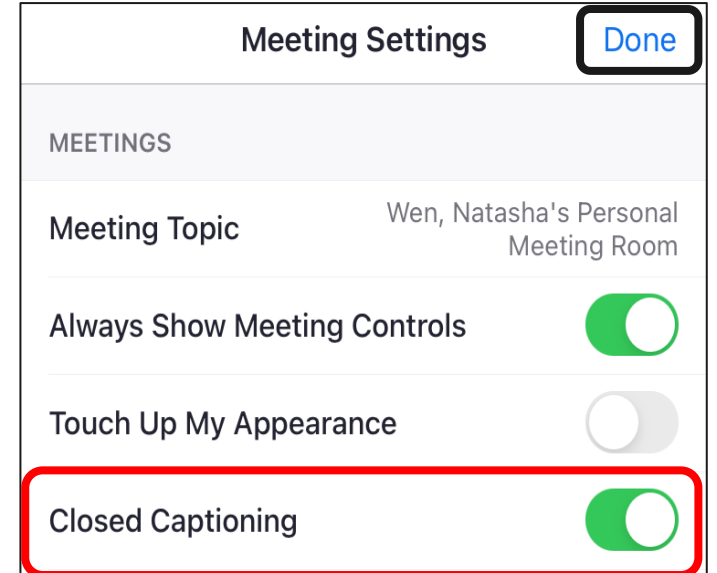 Meeting Settings
Done
MEETINGS
Meeting Topic
Wen, Natasha's Personal
Meeting Room
Always Show Meeting Controls
Touch Up My Appearance
Closed Captioning